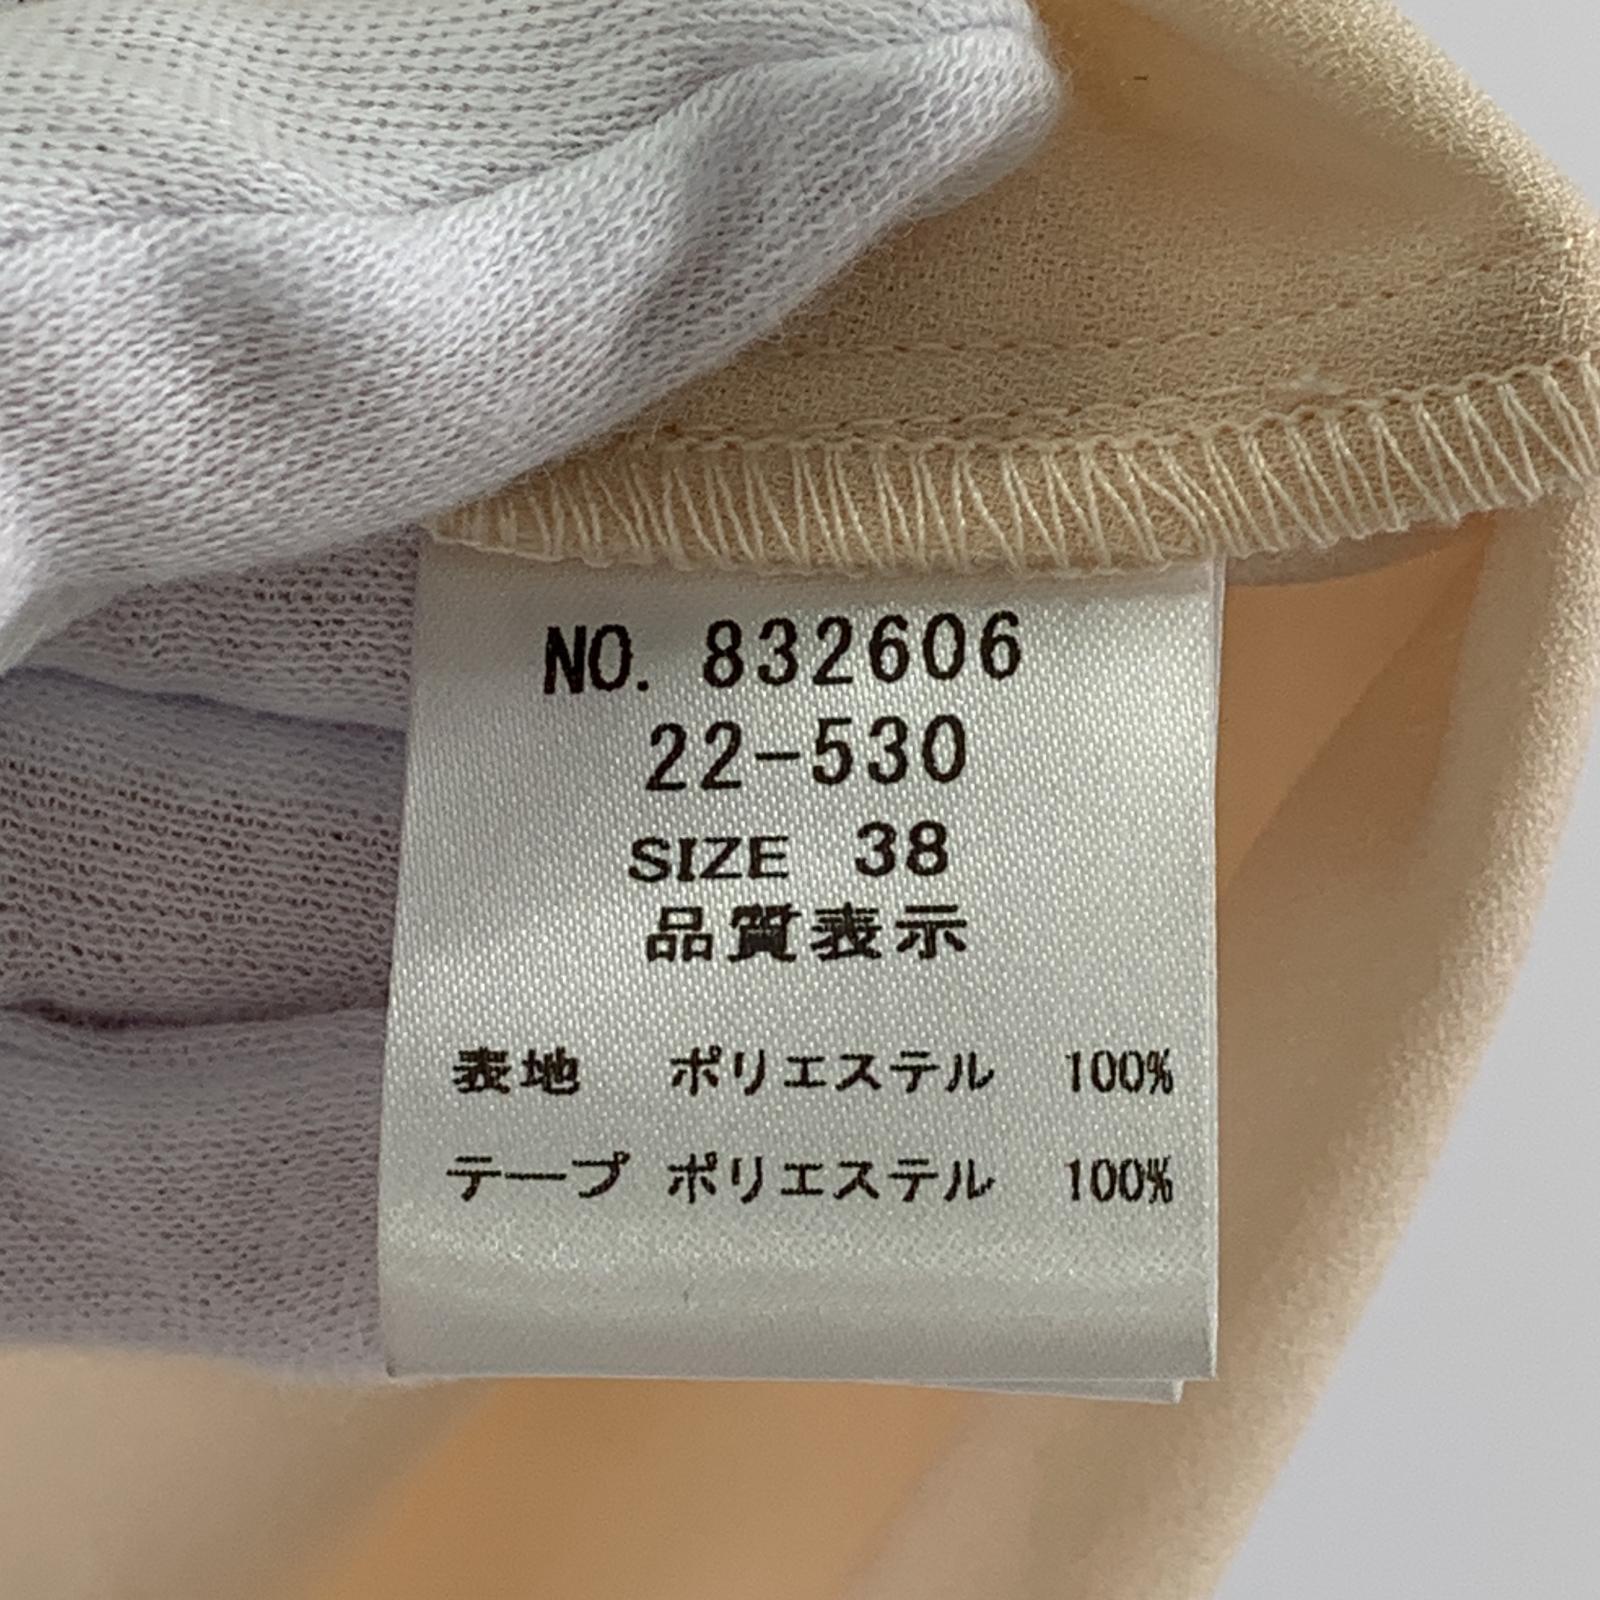 NO. 832606
22-530
SIZE 38
品質表示
表地 ポリエステル 100%
テープ ポリエステル 100%